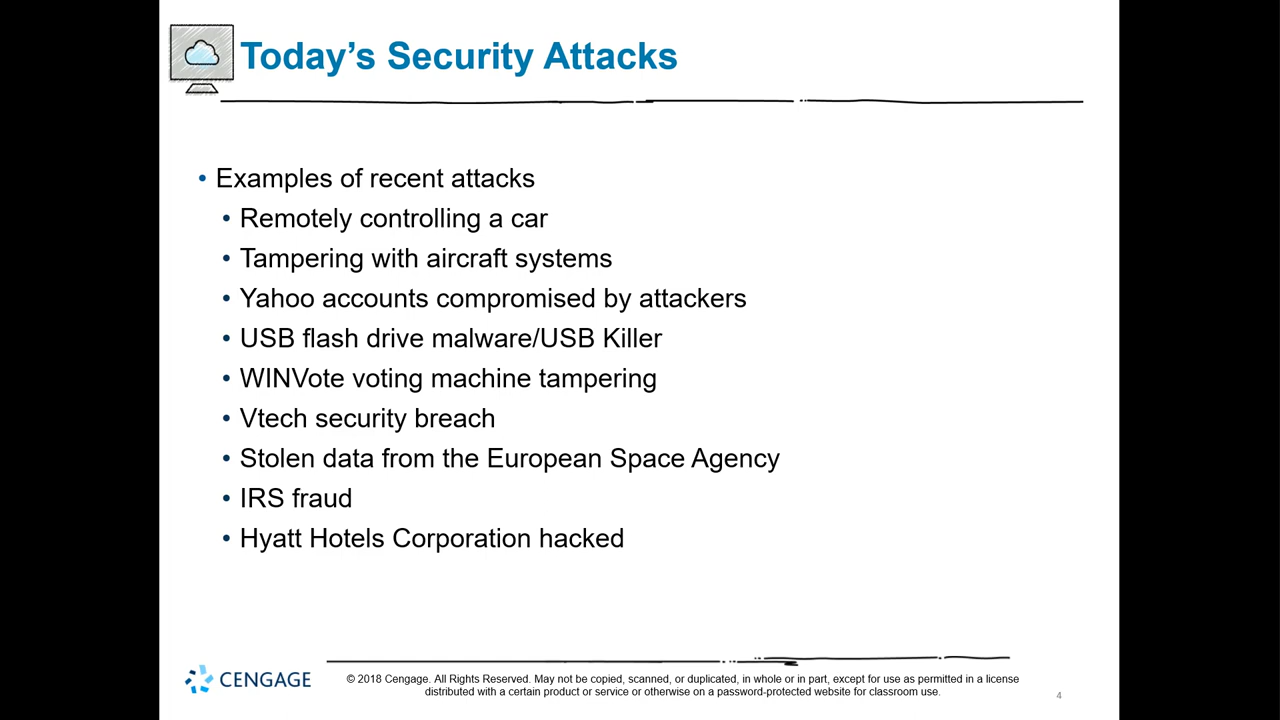 Today’s Security Attacks
• Examples of recent attacks
• Remotely controlling a car
• Tampering with aircraft systems
• Yahoo accounts compromised by attackers
• USB flash drive malware/USB Killer
• WINVote voting machine tampering
• Vtech security breach
• Stolen data from the European Space Agency
• IRS fraud
• Hyatt Hotels Corporation hacked
CENGAGE
© 2018 Cengage. All Rights Reserved. May not be copied, scanned, or duplicated, in whole or in part, except for use as permitted in a license
distributed with a certain product or service or otherwise on a password-protected website for classroom use.
4